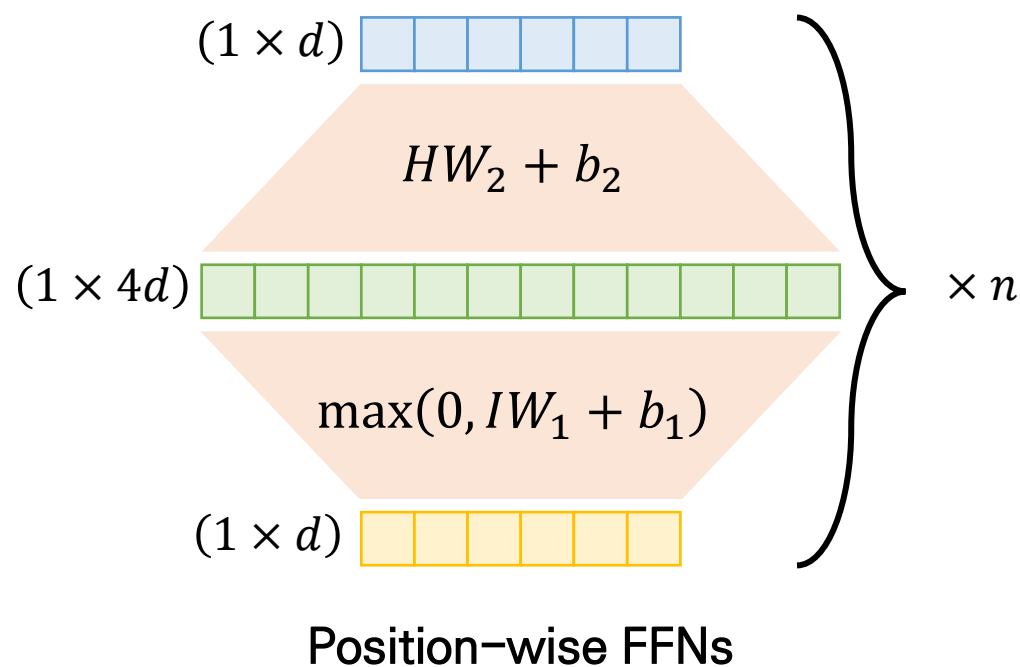 (1 × d)
HW₂ + b₂
(1 × 4d)
× n
max(0, IW₁ + b₁)
(1 × d)
Position-wise FFNs